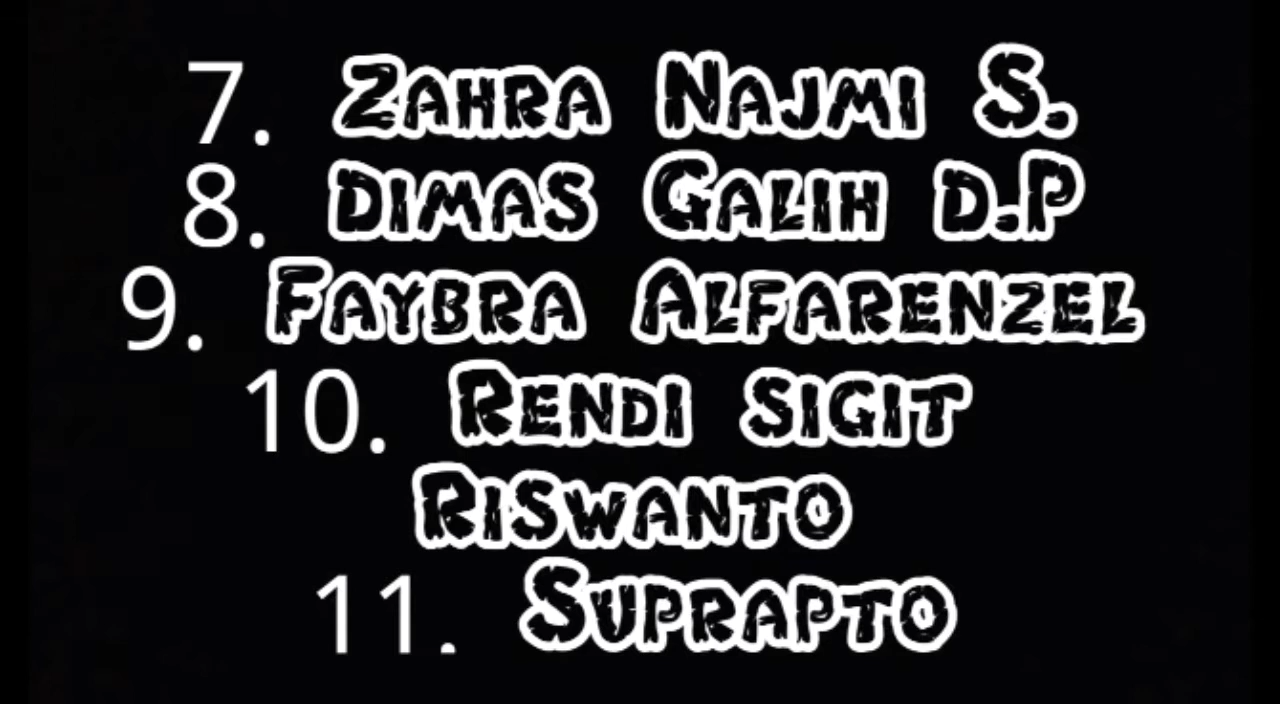 7. Zahra Najmi S.
8. Dimas Galih D.P
9. Faybra Alfarenzel
10. Rendi sigit
Riswanto
11. Suprapto